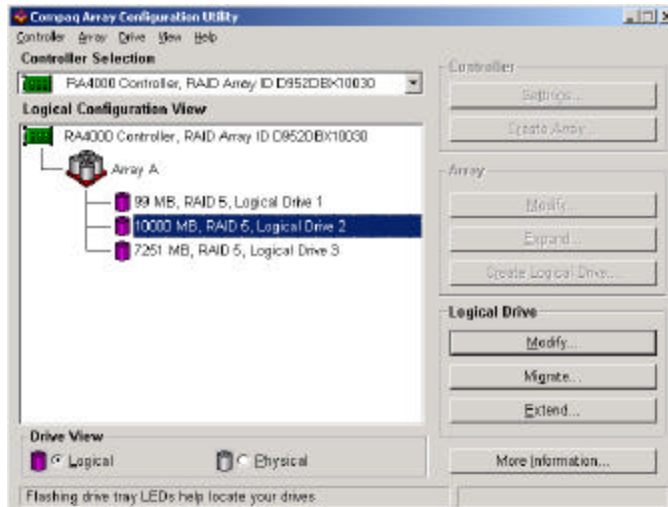 Compaq Array Configuration Utility
Controller Array Drive View Help
Controller Selection
RA4000 Controller, RAID Array ID D952DBX10030
Logical Configuration View
RA4000 Controller, RAID Array ID D952DBX10030
Array A
99 MB, RAID 5, Logical Drive 1
10000 MB, RAID 5, Logical Drive 2
7251 MB, RAID 5, Logical Drive 3
Drive View
Logical
Physical
Flashing drive tray LEDs help locate your drives
Controller
Settings...
Create Array...
Array
Modify...
Expand...
Create Logical Drive...
Logical Drive
Modify...
Migrate...
Extend...
More Information...